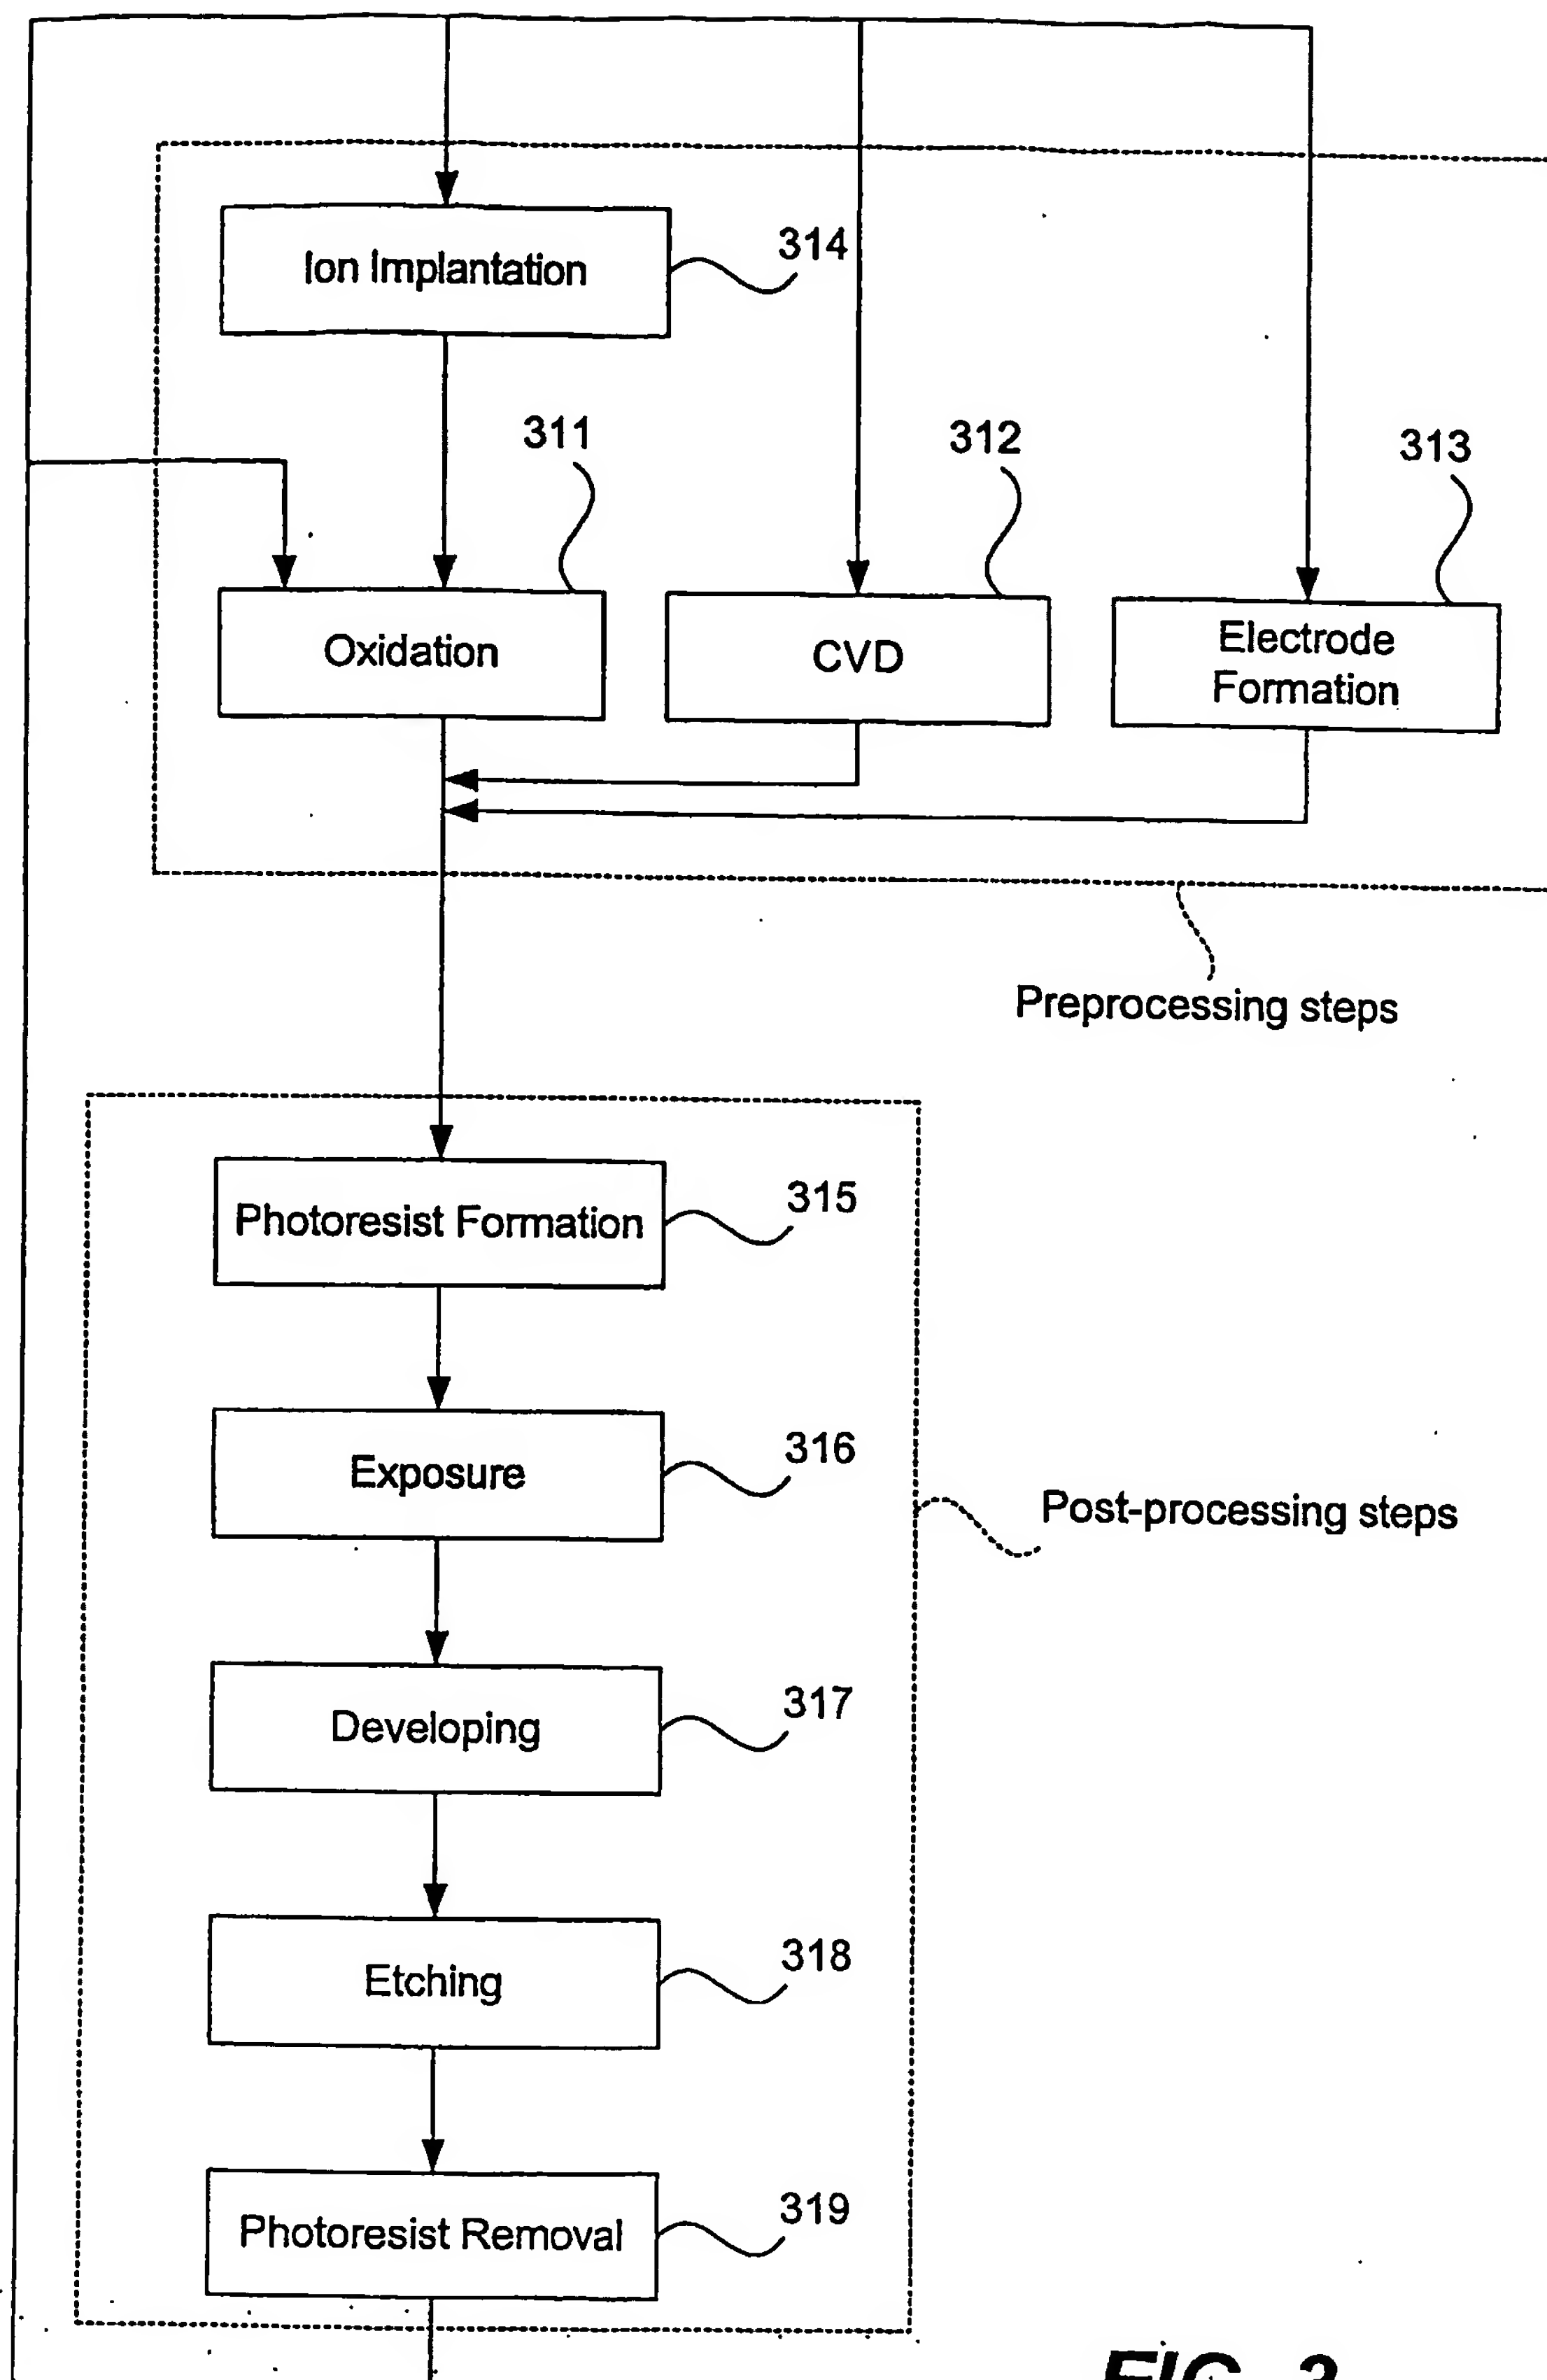 Ion Implantation
314
311
312
313
Oxidation
CVD
Electrode
Formation
Preprocessing steps
Photoresist Formation
315
Exposure
316
Post-processing steps
Developing
317
Etching
318
Photoresist Removal
319